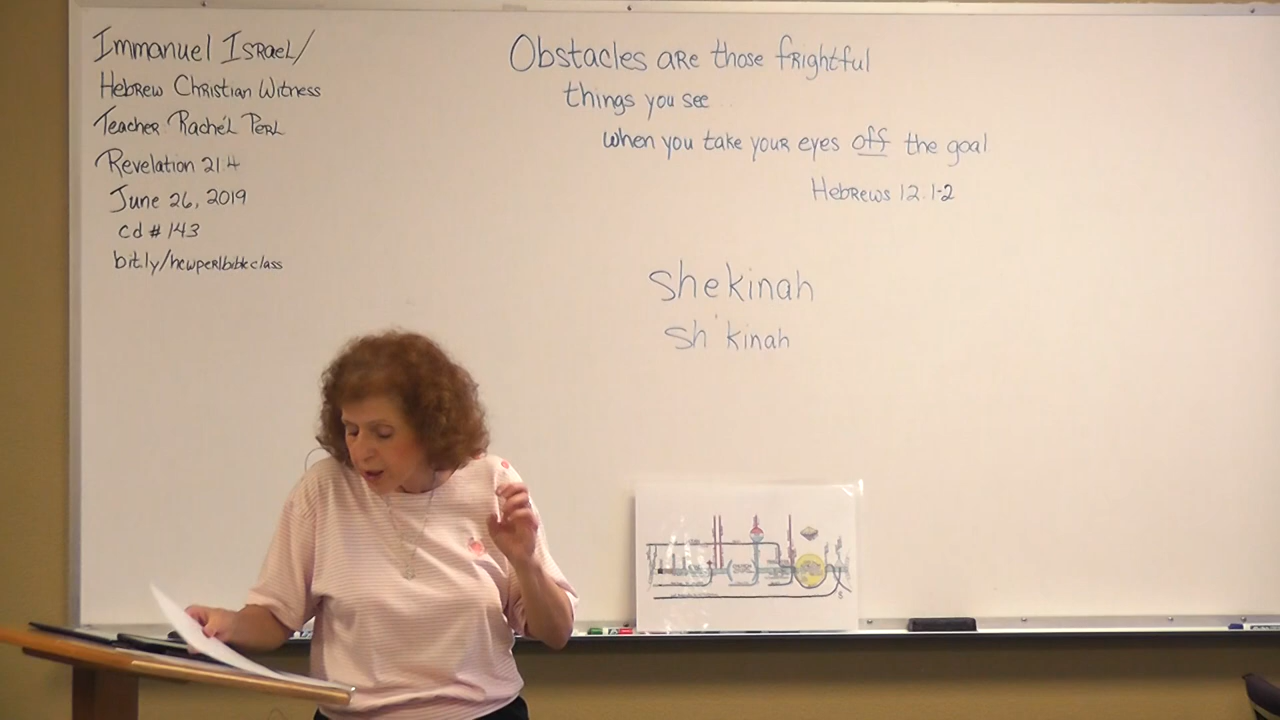 Immanuel Israel/
Hebrew Christian Witness
Teacher: Rachél Perl
Revelation 21:4
June 26, 2019
cd # 143
bit.ly/hcwperlbibleclass
Obstacles are those frightful
things you see
when you take your eyes off the goal
Hebrews 12:1-2
shekinah
sh'kinah